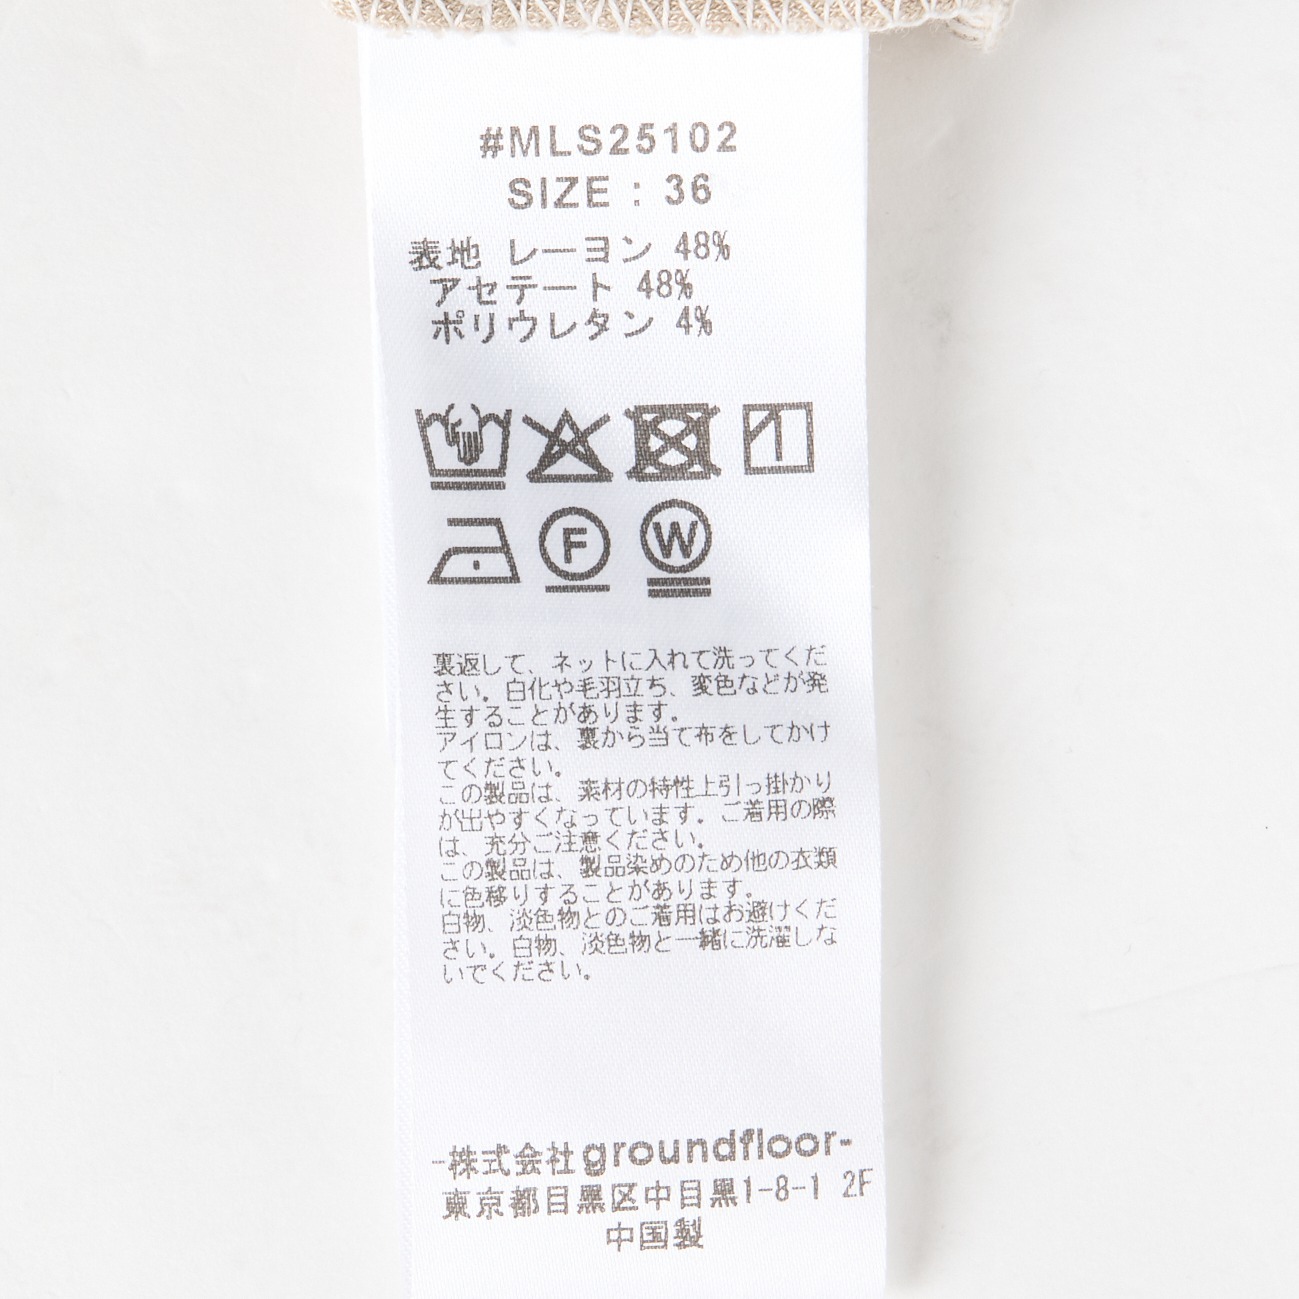 #MLS25102
SIZE : 36
表地 レーヨン 48%
アセテート 48%
ポリウレタン 4%
F W
裏返して、ネットに入れて洗ってくだ
さい。白化や毛羽立ち、変色などが発
生することがあります。
アイロンは、裏から当て布をしてかけ
てください。
この製品は、素材の特性上引っ掛かり
が出やすくなっています。ご着用の際
は、充分ご注意ください。
この製品は、製品染めのため他の衣類
に色移りすることがあります。
白物、淡色物とのご着用はお避けくだ
さい。白物、淡色物と一緒に洗濯しな
いでください。
-株式会社groundfloor-
東京都目黒区中目黒1-8-1 2F
中国製